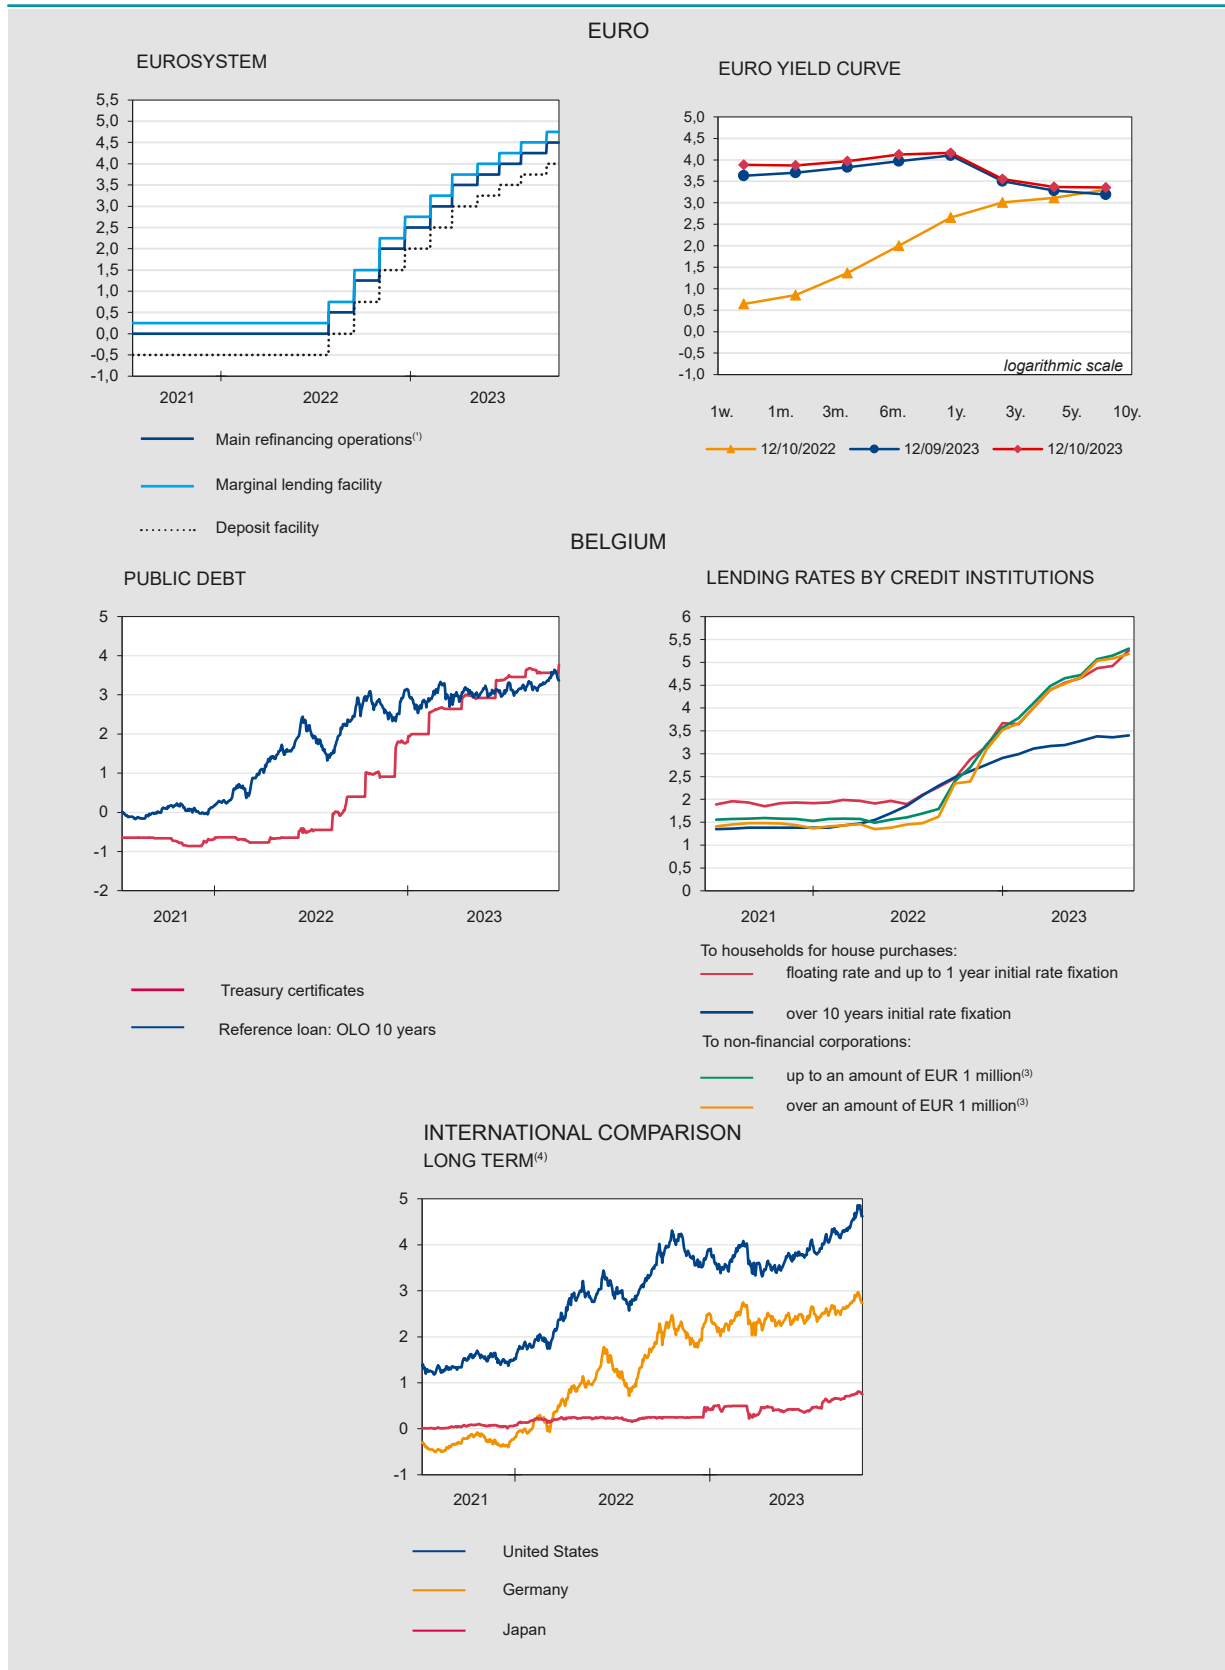 EURO
EUROSYSTEM
5,5
5,0
4,5
4,0
3,5
3,0
2,5
2,0
1,5
1,0
0,5
0,0
-0,5
-1,0
2021 2022 2023
Main refinancing operations(¹)
Marginal lending facility
Deposit facility
EURO YIELD CURVE
5,0
4,5
4,0
3,5
3,0
2,5
2,0
1,5
1,0
0,5
0,0
-0,5
-1,0
logarithmic scale
1w. 1m. 3m. 6m. 1y. 3y. 5y. 10y.
12/10/2022 12/09/2023 12/10/2023
BELGIUM
PUBLIC DEBT
5
4
3
2
1
0
-1
-2
2021 2022 2023
Treasury certificates
Reference loan: OLO 10 years
LENDING RATES BY CREDIT INSTITUTIONS
6
5,5
5
4,5
4
3,5
3
2,5
2
1,5
1
0,5
0
2021 2022 2023
To households for house purchases:
floating rate and up to 1 year initial rate fixation
over 10 years initial rate fixation
To non-financial corporations:
up to an amount of EUR 1 million(3)
over an amount of EUR 1 million(3)
INTERNATIONAL COMPARISON
LONG TERM(4)
5
4
3
2
1
0
-1
2021 2022 2023
United States
Germany
Japan